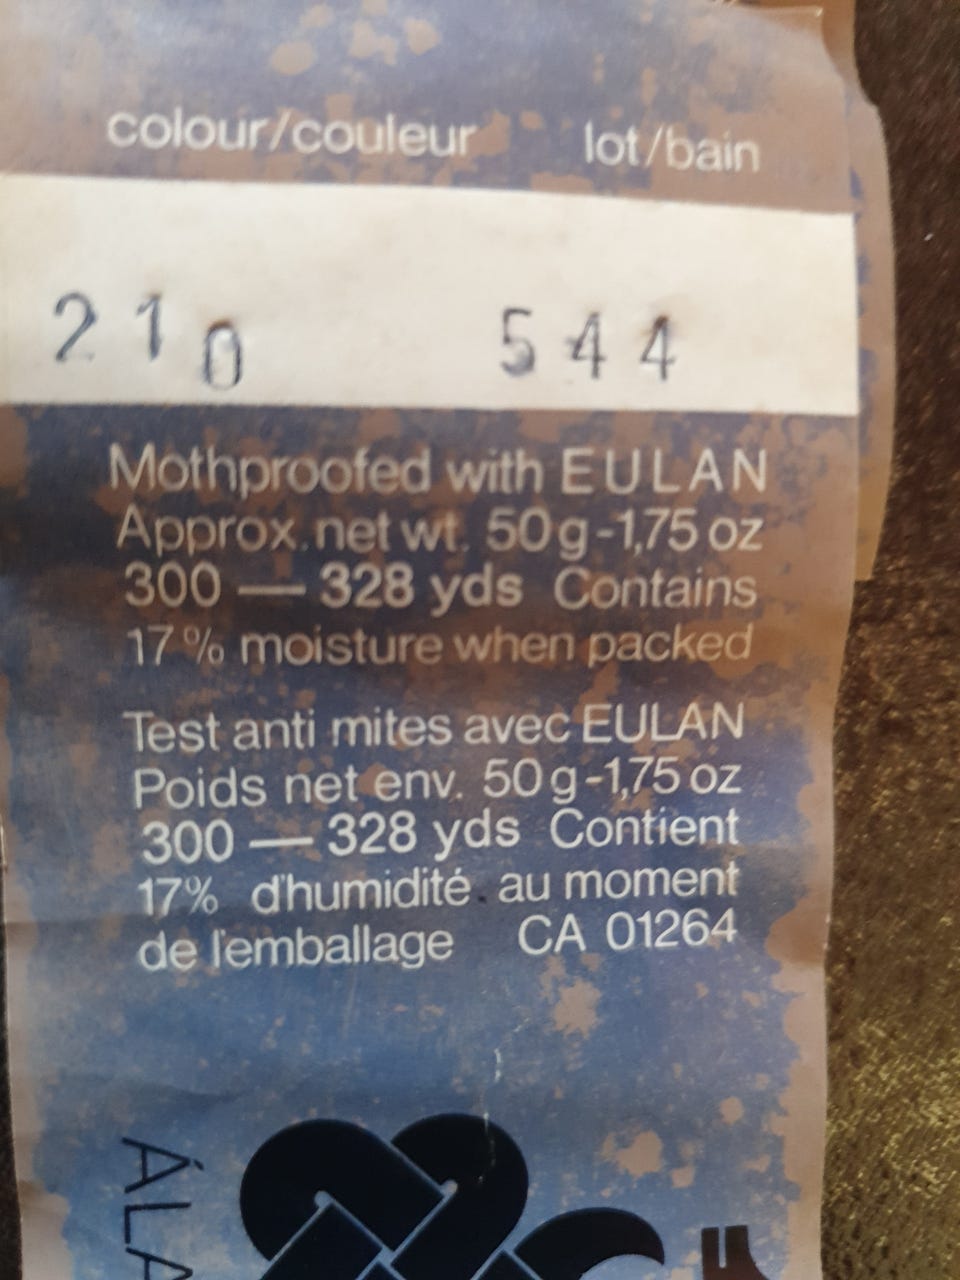 colour/couleur lot/bain
210 544
Mothproofed with EULAN
Approx. net wt. 50g-1,75 oz
300 — 328 yds Contains
17% moisture when packed
Test anti mites avec EULAN
Poids net env. 50g-1,75 oz
300 — 328 yds Contient
17% d'humidité au moment
de l'emballage CA 01264
ÁLA